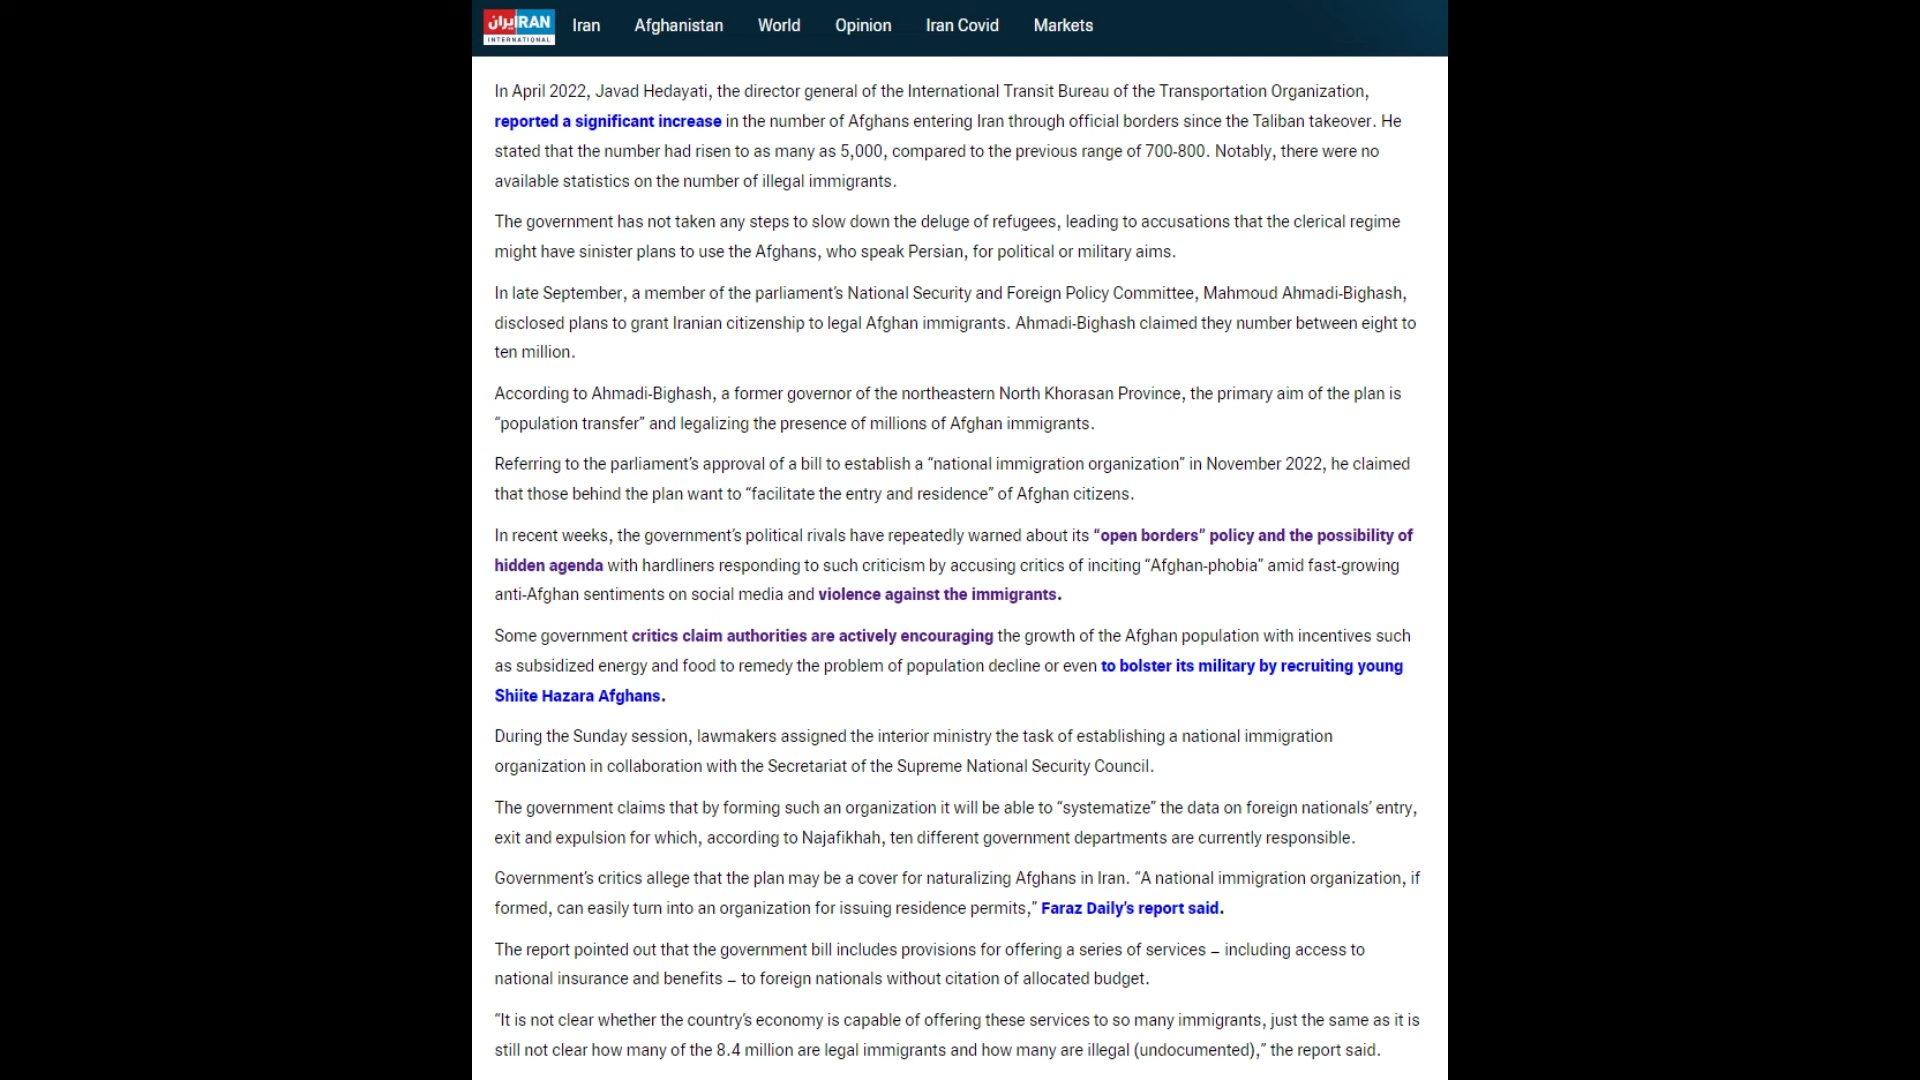 ایران IRAN
INTERNATIONAL
Iran Afghanistan World Opinion Iran Covid Markets
In April 2022, Javad Hedayati, the director general of the International Transit Bureau of the Transportation Organization,
reported a significant increase in the number of Afghans entering Iran through official borders since the Taliban takeover. He
stated that the number had risen to as many as 5,000, compared to the previous range of 700-800. Notably, there were no
available statistics on the number of illegal immigrants.
The government has not taken any steps to slow down the deluge of refugees, leading to accusations that the clerical regime
might have sinister plans to use the Afghans, who speak Persian, for political or military aims.
In late September, a member of the parliament’s National Security and Foreign Policy Committee, Mahmoud Ahmadi-Bighash,
disclosed plans to grant Iranian citizenship to legal Afghan immigrants. Ahmadi-Bighash claimed they number between eight to
ten million.
According to Ahmadi-Bighash, a former governor of the northeastern North Khorasan Province, the primary aim of the plan is
“population transfer” and legalizing the presence of millions of Afghan immigrants.
Referring to the parliament’s approval of a bill to establish a “national immigration organization” in November 2022, he claimed
that those behind the plan want to “facilitate the entry and residence” of Afghan citizens.
In recent weeks, the government’s political rivals have repeatedly warned about its “open borders” policy and the possibility of
hidden agenda with hardliners responding to such criticism by accusing critics of inciting “Afghan-phobia” amid fast-growing
anti-Afghan sentiments on social media and violence against the immigrants.
Some government critics claim authorities are actively encouraging the growth of the Afghan population with incentives such
as subsidized energy and food to remedy the problem of population decline or even to bolster its military by recruiting young
Shiite Hazara Afghans.
During the Sunday session, lawmakers assigned the interior ministry the task of establishing a national immigration
organization in collaboration with the Secretariat of the Supreme National Security Council.
The government claims that by forming such an organization it will be able to “systematize” the data on foreign nationals’ entry,
exit and expulsion for which, according to Najafikhah, ten different government departments are currently responsible.
Government’s critics allege that the plan may be a cover for naturalizing Afghans in Iran. “A national immigration organization, if
formed, can easily turn into an organization for issuing residence permits,” Faraz Daily’s report said.
The report pointed out that the government bill includes provisions for offering a series of services – including access to
national insurance and benefits – to foreign nationals without citation of allocated budget.
“It is not clear whether the country’s economy is capable of offering these services to so many immigrants, just the same as it is
still not clear how many of the 8.4 million are legal immigrants and how many are illegal (undocumented),” the report said.